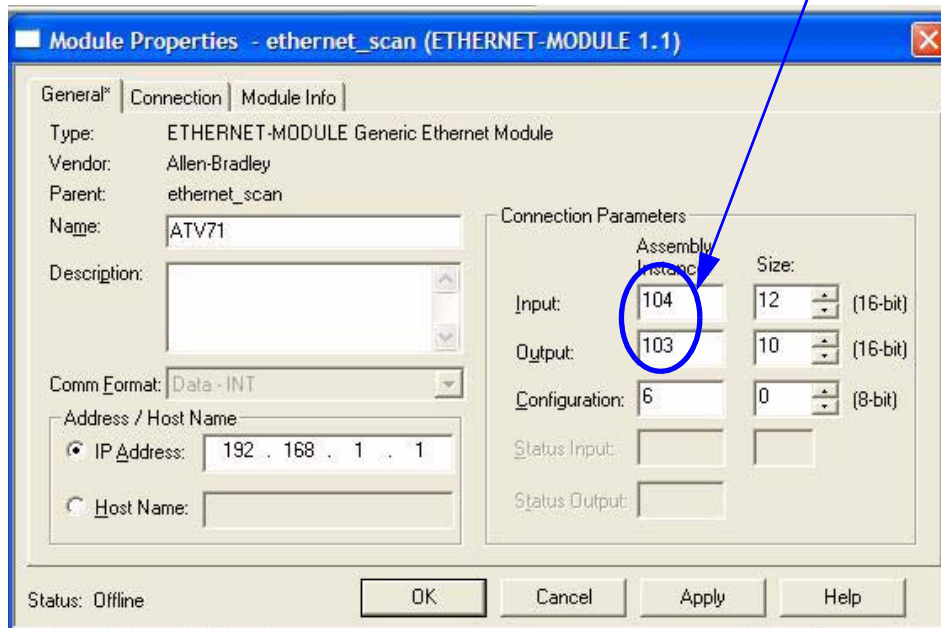 Module Properties - ethernet_scan (ETHERNET-MODULE 1.1)
General* Connection Module Info
Type: ETHERNET-MODULE Generic Ethernet Module
Vendor: Allen-Bradley
Parent: ethernet_scan
Name: ATV71
Description:
Comm Format: Data - INT
Address / Host Name
IP Address: 192 . 168 . 1 . 1
Host Name:
Connection Parameters
Assembly
Instance: Size:
Input: 104 12 (16-bit)
Output: 103 10 (16-bit)
Configuration: 6 0 (8-bit)
Status Input:
Status Output:
Status: Offline
OK Cancel Apply Help